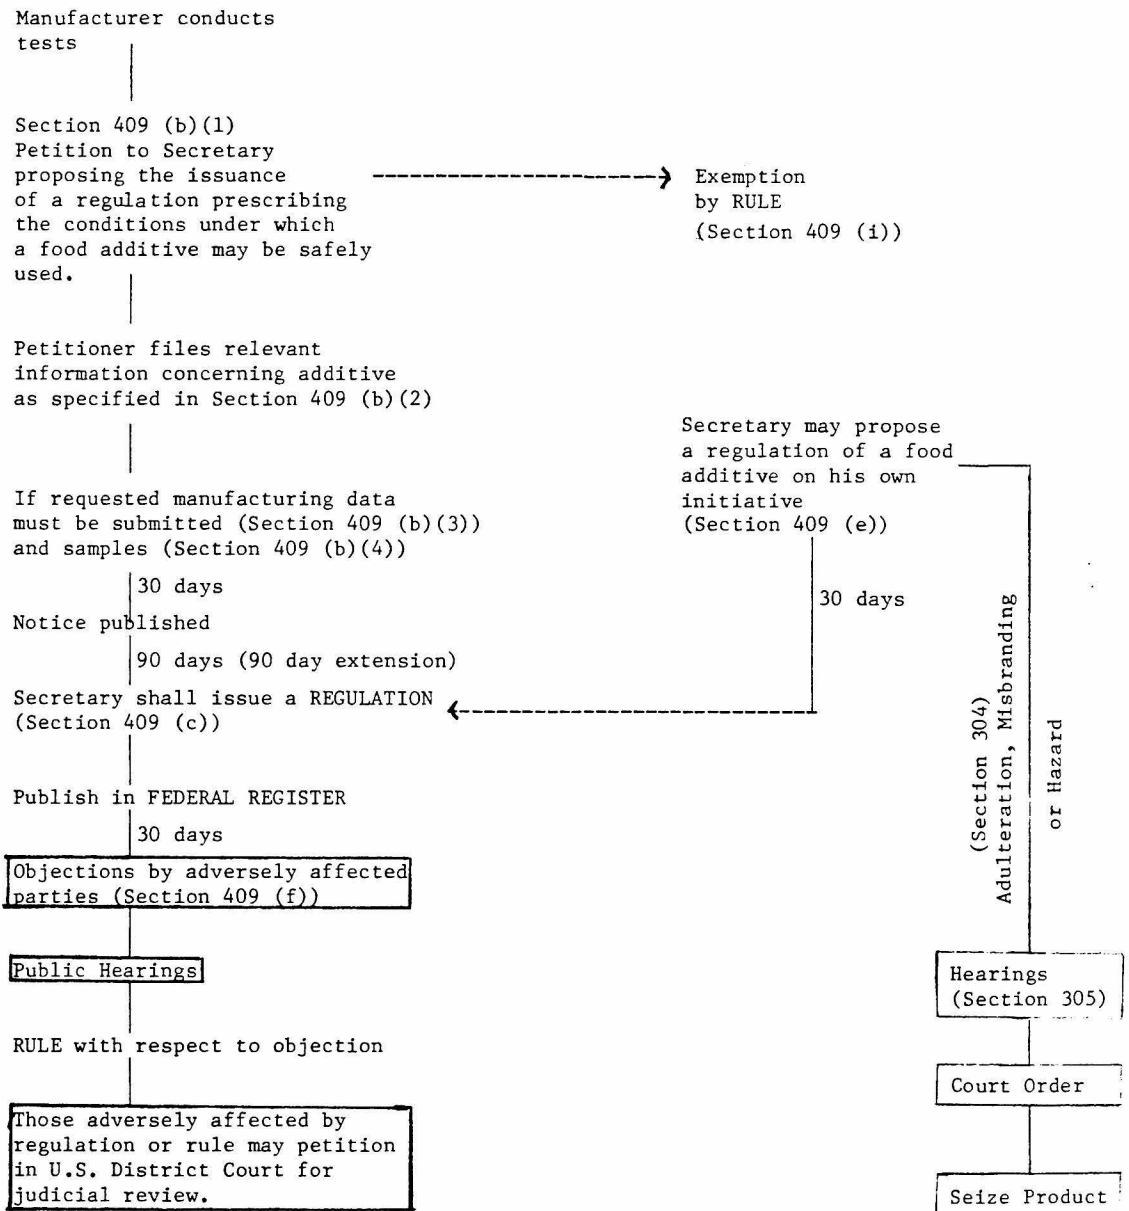 Manufacturer conducts
tests
Section 409 (b)(1)
Petition to Secretary
proposing the issuance
of a regulation prescribing
the conditions under which
a food additive may be safely
used.
Exemption
by RULE
(Section 409 (i))
Petitioner files relevant
information concerning additive
as specified in Section 409 (b)(2)
If requested manufacturing data
must be submitted (Section 409 (b)(3))
and samples (Section 409 (b)(4))
30 days
Notice published
90 days (90 day extension)
Secretary shall issue a REGULATION
(Section 409 (c))
Publish in FEDERAL REGISTER
30 days
Objections by adversely affected
parties (Section 409 (f))
Public Hearings
RULE with respect to objection
Those adversely affected by
regulation or rule may petition
in U.S. District Court for
judicial review.
Secretary may propose
a regulation of a food
additive on his own
initiative
(Section 409 (e))
30 days
(Section 304)
Adulteration, Misbranding
or Hazard
Hearings
(Section 305)
Court Order
Seize Product